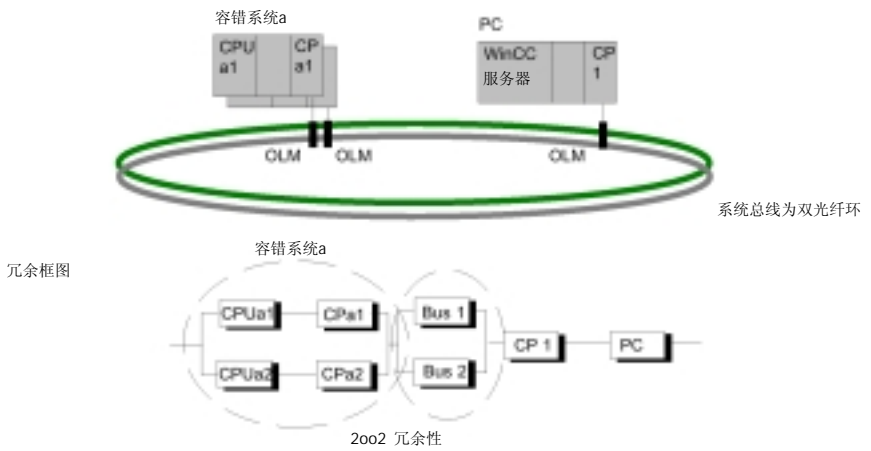 容错系统a
PC
CPU
a1
CP
a1
WinCC
服务器
CP
1
OLM
OLM
OLM
系统总线为双光纤环
容错系统a
冗余框图
CPUa1
CPa1
Bus 1
CP 1
PC
CPUa2
CPa2
Bus 2
2oo2 冗余性